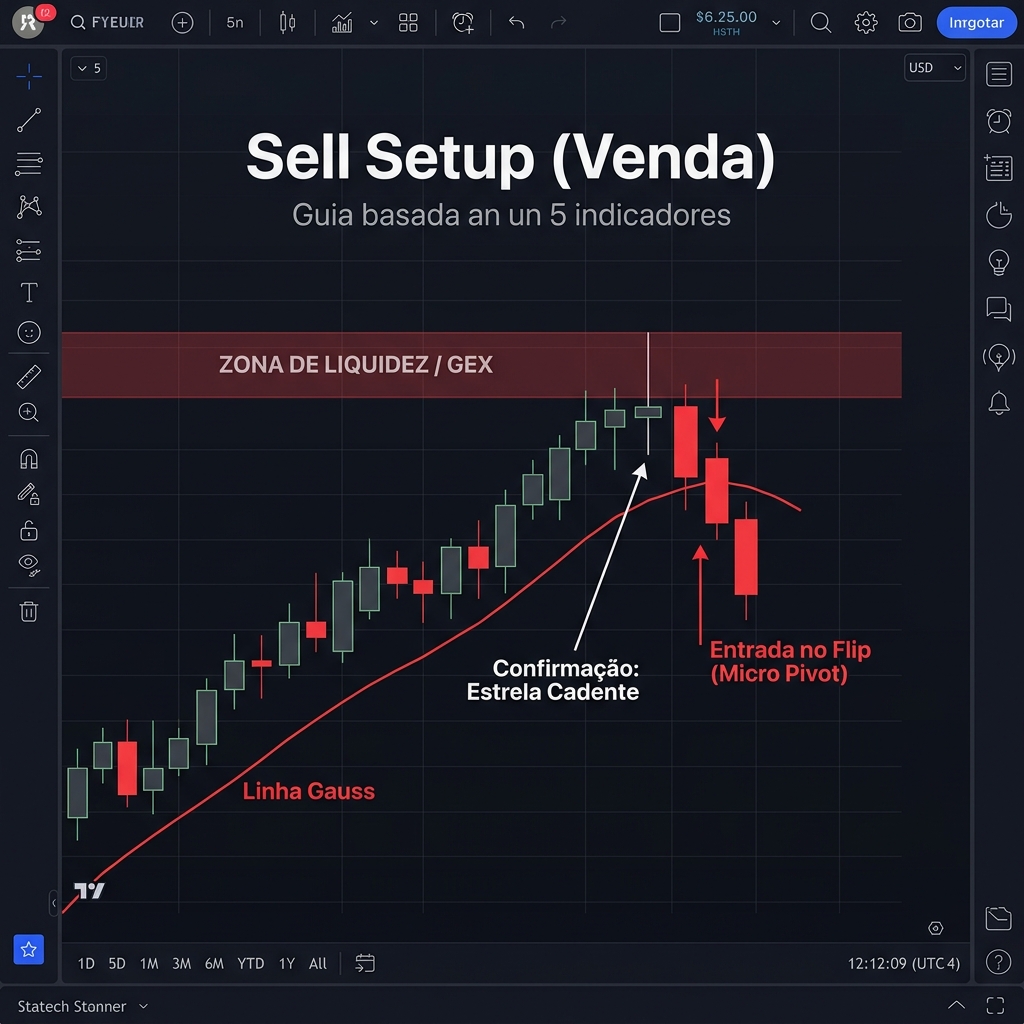 FYEUER
5n
$6.25.00
HSTH
5
USD
Sell Setup (Venda)
Guia basada an un 5 indicadores
ZONA DE LIQUIDEZ / GEX
Confirmação:
Estrela Cadente
Entrada no Flip
(Micro Pivot)
Linha Gauss
1D 5D 1M 3M 6M YTD 1Y All
12:12:09 (UTC 4)
Statech Stonner